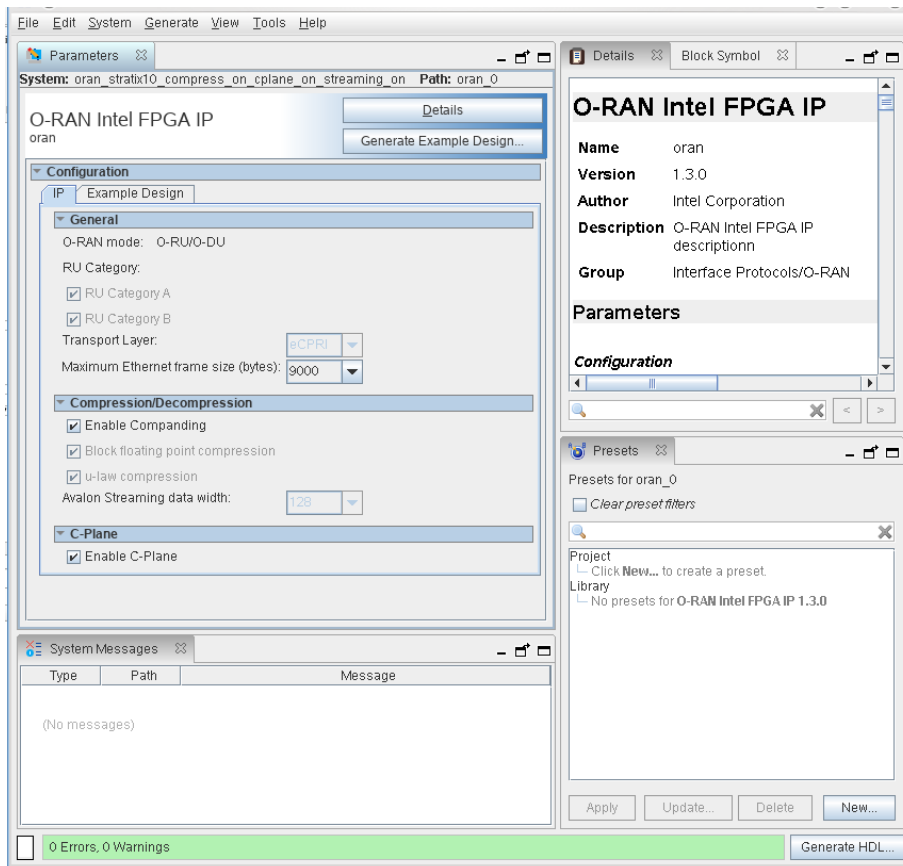 File Edit System Generate View Tools Help
Parameters
System: oran_stratix10_compress_on_cplane_on_streaming_on Path: oran_0
O-RAN Intel FPGA IP
oran
Details
Generate Example Design...
Configuration
IP Example Design
General
O-RAN mode: O-RU/O-DU
RU Category:
RU Category A
RU Category B
Transport Layer: eCPRI
Maximum Ethernet frame size (bytes): 9000
Compression/Decompression
Enable Companding
Block floating point compression
u-law compression
Avalon Streaming data width: 128
C-Plane
Enable C-Plane
System Messages
Type Path Message
(No messages)
0 Errors, 0 Warnings
Details Block Symbol
O-RAN Intel FPGA IP
Name oran
Version 1.3.0
Author Intel Corporation
Description O-RAN Intel FPGA IP
descriptionn
Group Interface Protocols/O-RAN
Parameters
Configuration
< >
Presets
Presets for oran_0
Clear preset filters
Project
Click New... to create a preset.
Library
No presets for O-RAN Intel FPGA IP 1.3.0
Apply Update... Delete New...
Generate HDL...